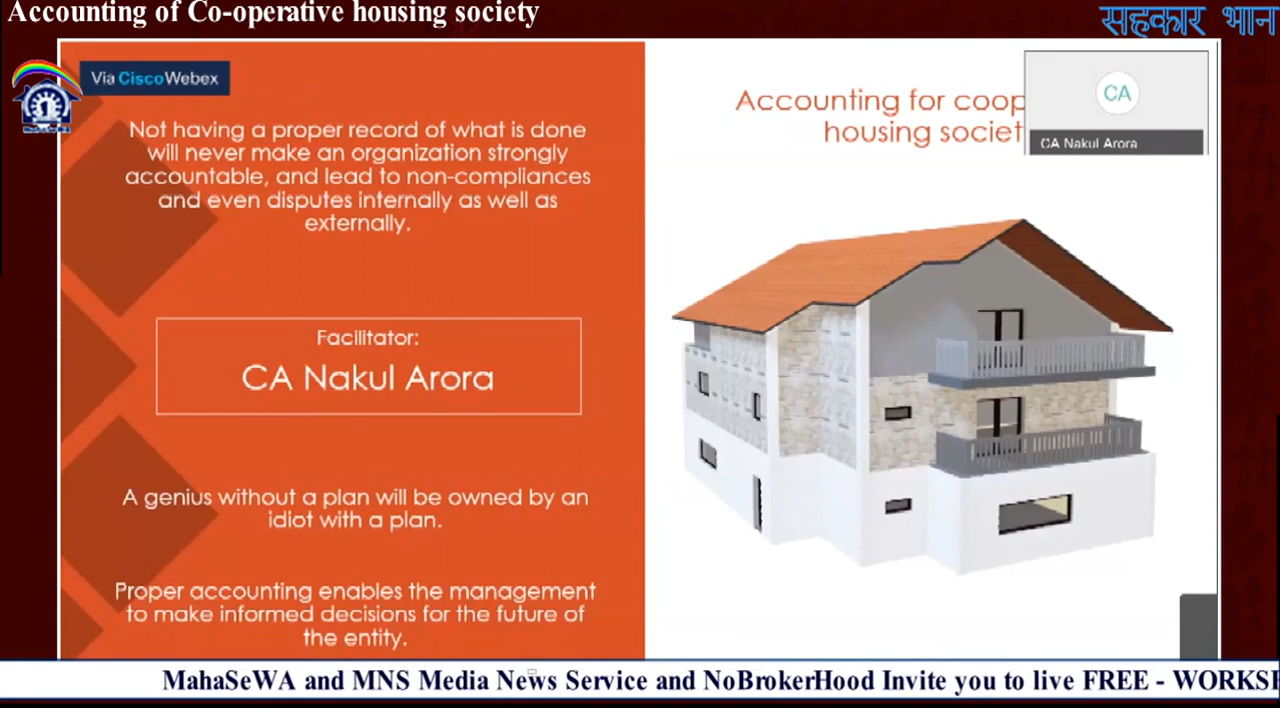 Accounting of Co-operative housing society
सहकार भान
Via CiscoWebex
Not having a proper record of what is done
will never make an organization strongly
accountable, and lead to non-compliances
and even disputes internally as well as
externally.
Facilitator:
CA Nakul Arora
A genius without a plan will be owned by an
idiot with a plan.
Proper accounting enables the management
to make informed decisions for the future of
the entity.
Accounting for coop
housing societ
CA
CA Nakul Arora
MahaSeWA and MNS Media News Service and NoBrokerHood Invite you to live FREE - WORKS